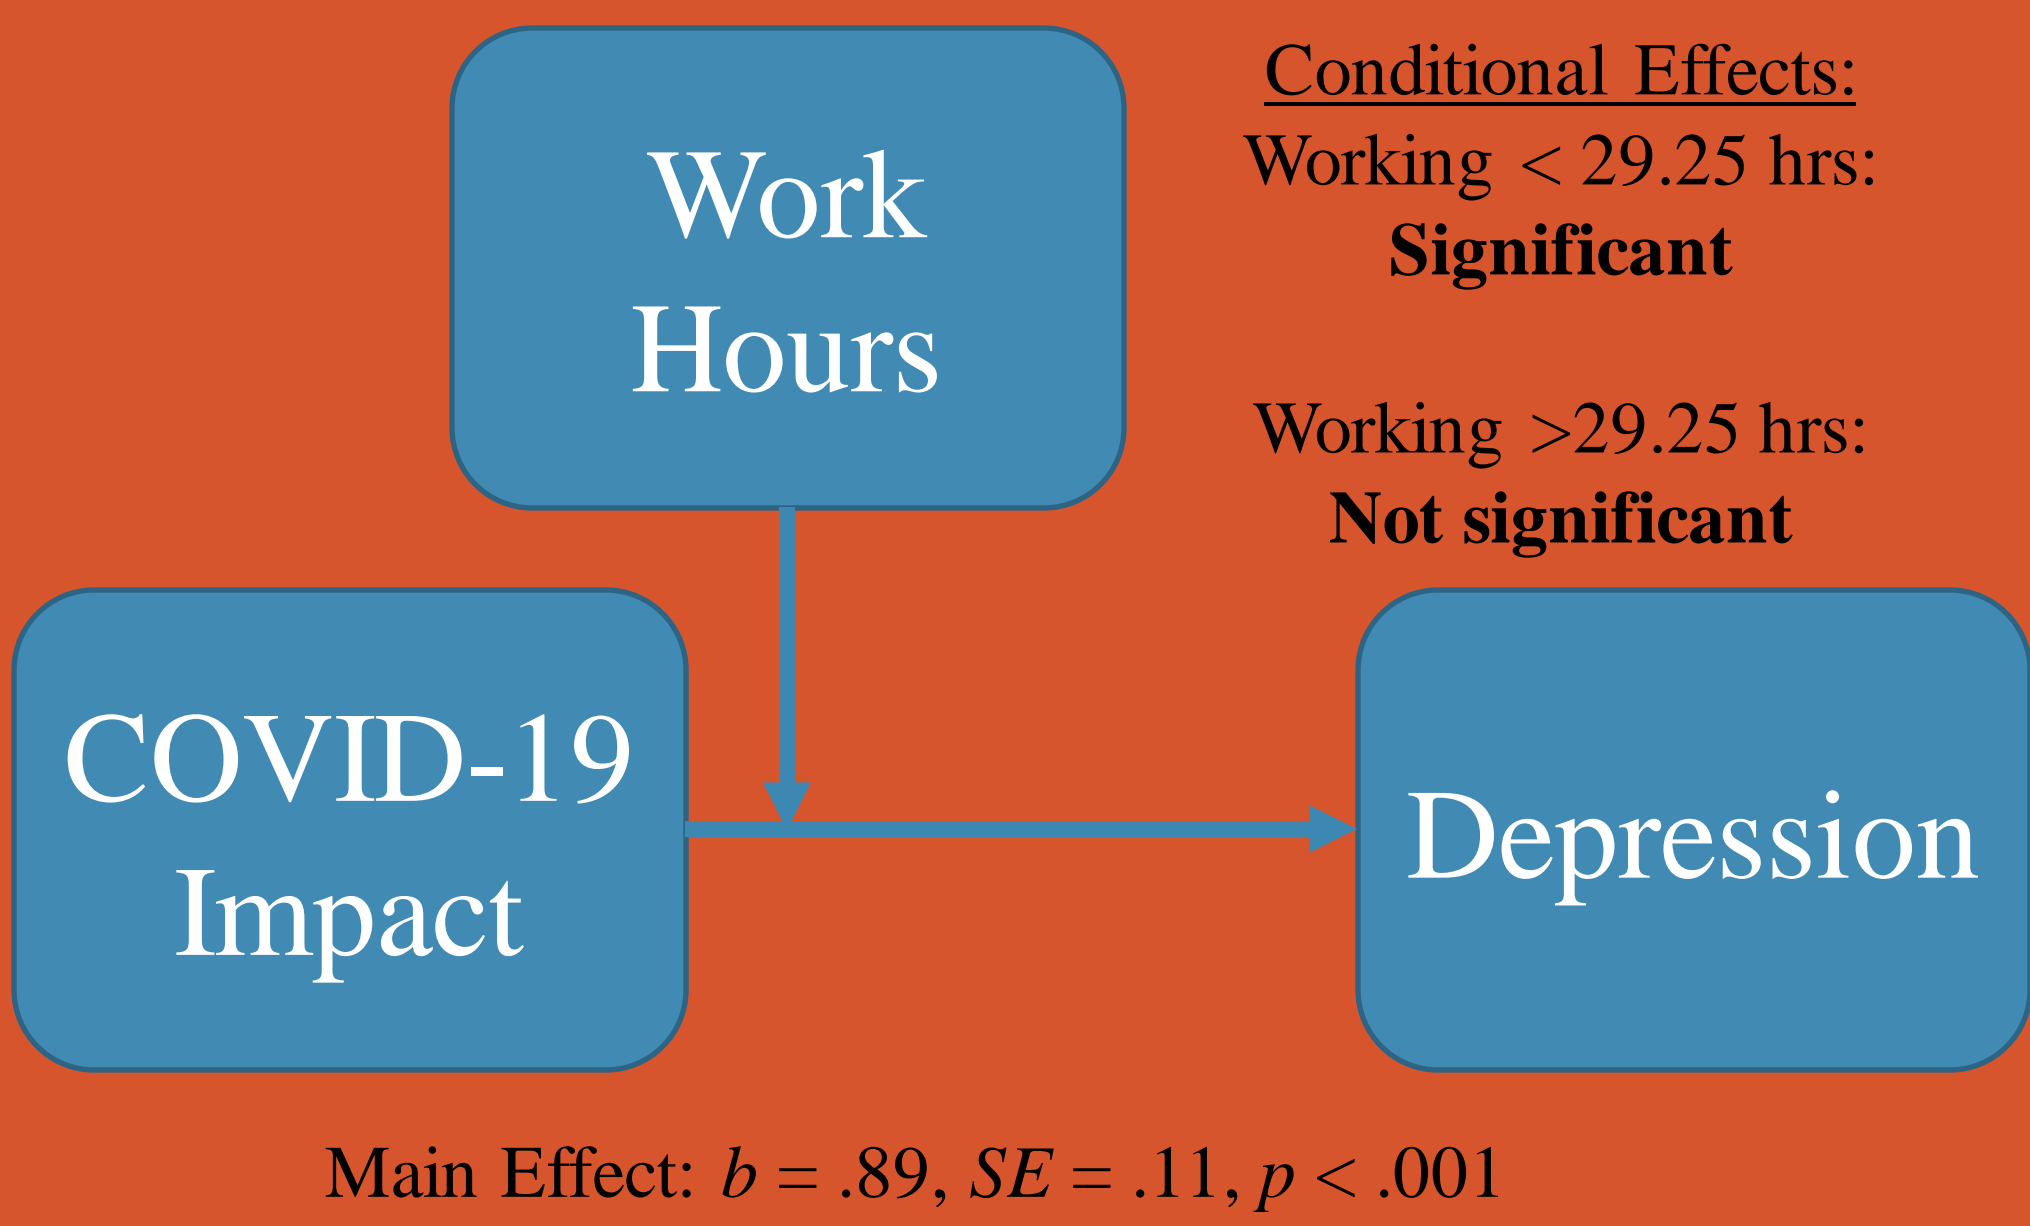 Work
Hours
Conditional Effects:
Working < 29.25 hrs:
Significant
Working >29.25 hrs:
Not significant
COVID-19
Impact
Depression
Main Effect: b = .89, SE = .11, p < .001